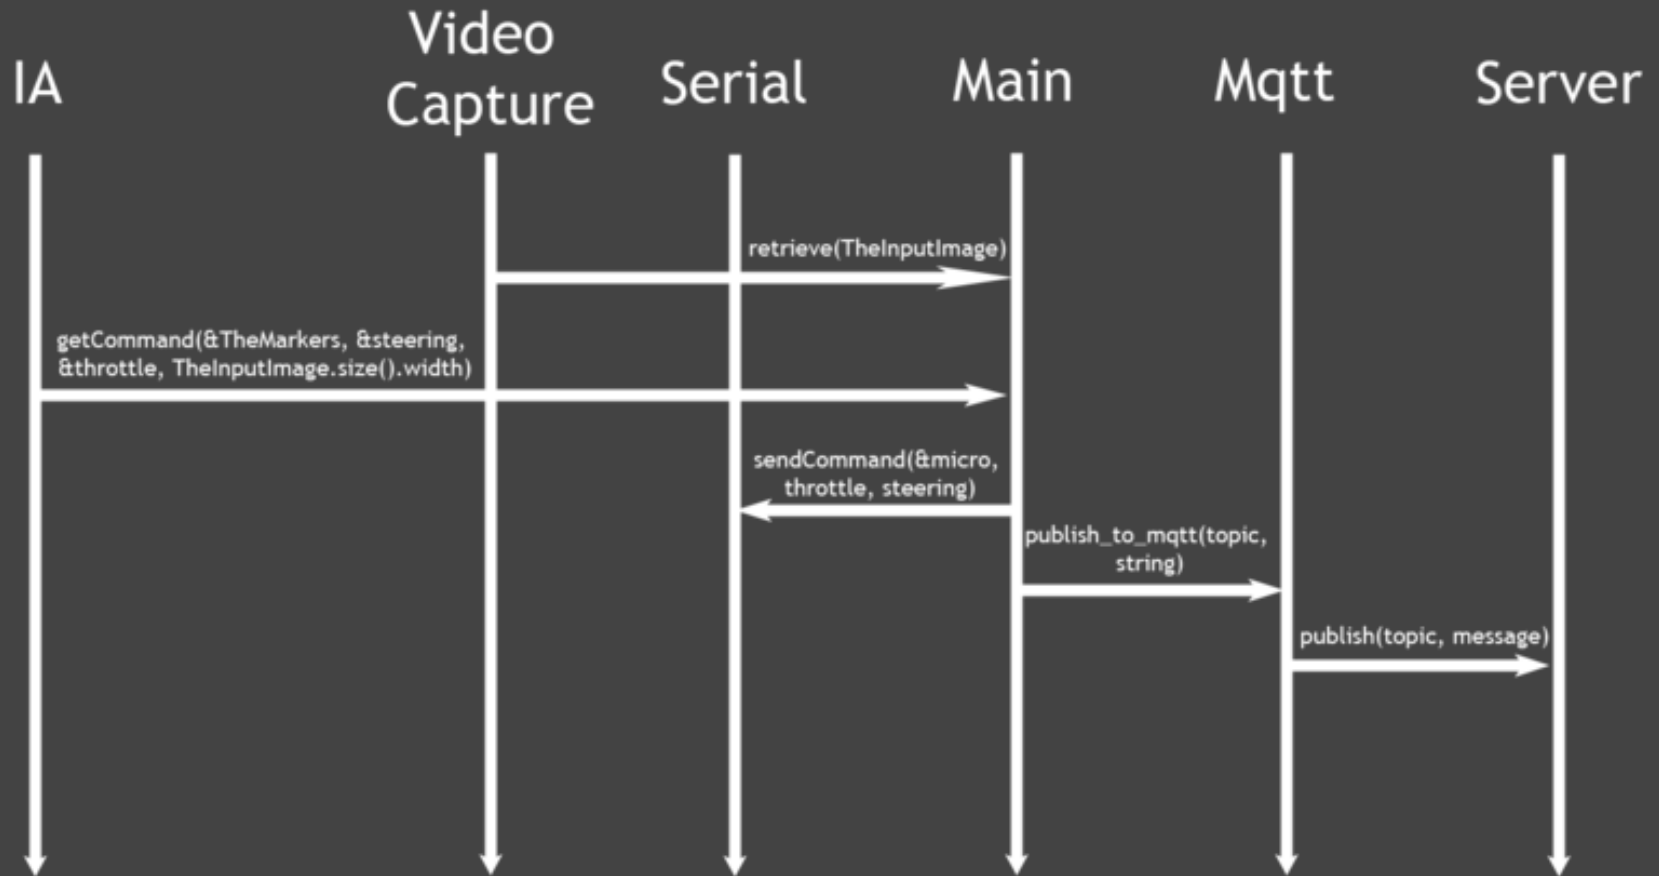 IA
Video
Capture
Serial
Main
Mqtt
Server
retrieve(TheInputImage)
getCommand(&TheMarkers, &steering,
&throttle, TheInputImage.size().width)
sendCommand(&micro,
throttle, steering)
publish_to_mqtt(topic,
string)
publish(topic, message)